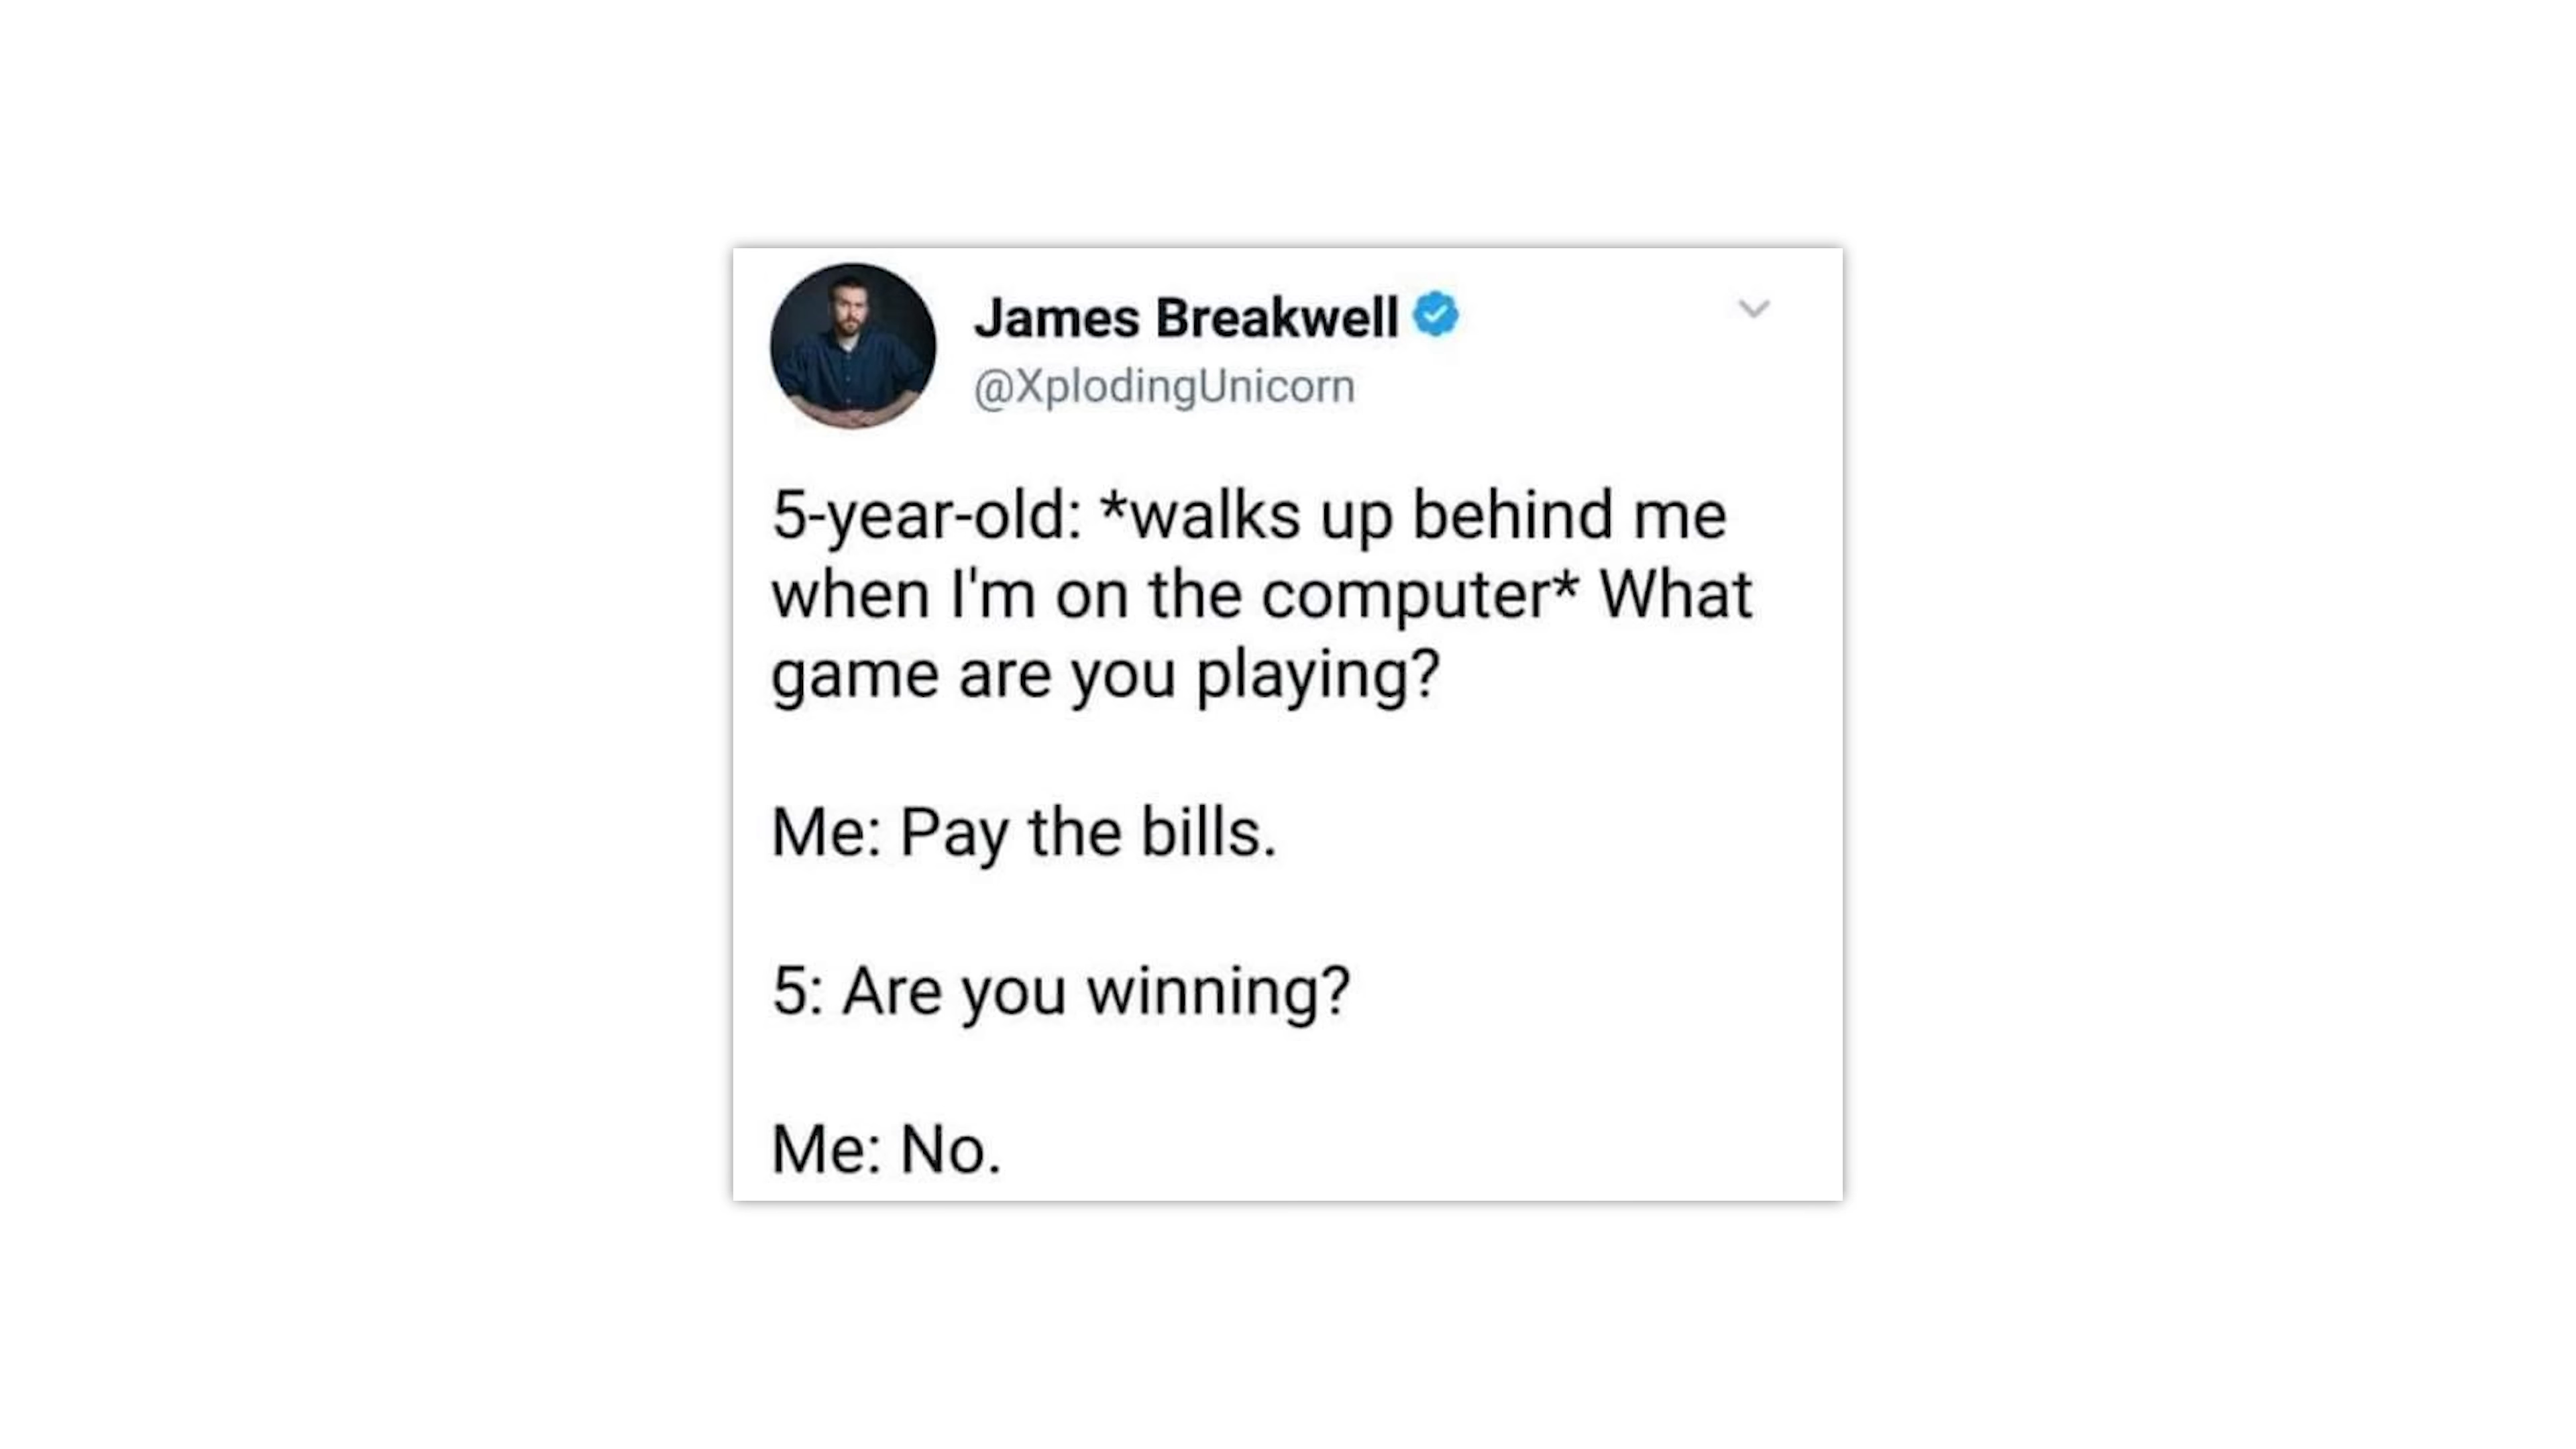 James Breakwell
@XplodingUnicorn
5-year-old: *walks up behind me
when I'm on the computer* What
game are you playing?
Me: Pay the bills.
5: Are you winning?
Me: No.